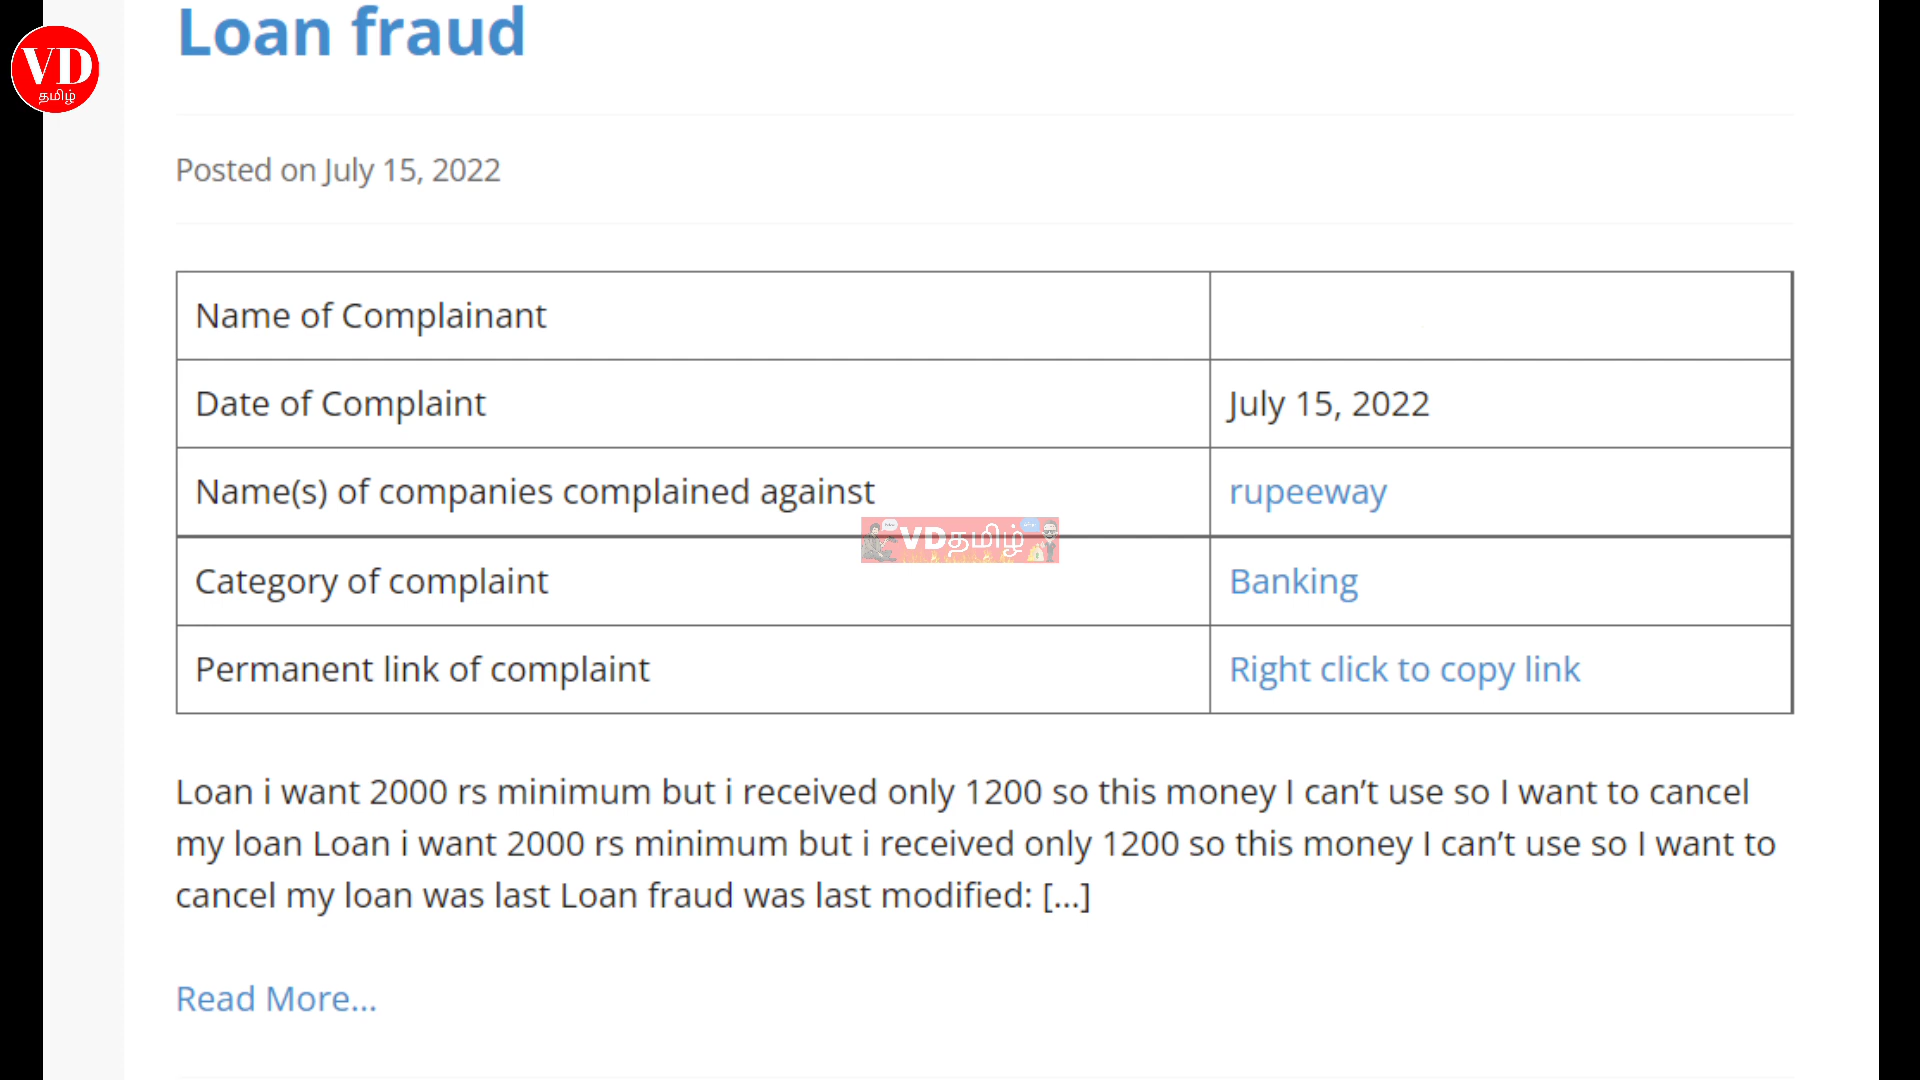 Loan fraud
VD
தமிழ்
Posted on July 15, 2022
Name of Complainant
Date of Complaint
July 15, 2022
Name(s) of companies complained against
rupeeway
VDதமிழ்
Category of complaint
Banking
Permanent link of complaint
Right click to copy link
Loan i want 2000 rs minimum but i received only 1200 so this money I can’t use so I want to cancel
my loan Loan i want 2000 rs minimum but i received only 1200 so this money I can’t use so I want to
cancel my loan was last Loan fraud was last modified: [...]
Read More...